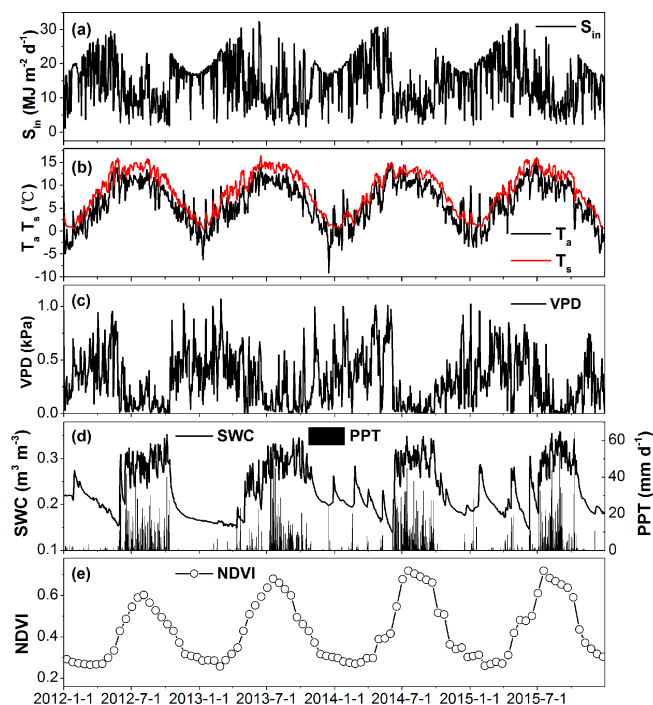 (a)
S_in
S_in (MJ m⁻² d⁻¹)
30
20
10
0
(b)
T_a T_s (℃)
15
10
5
0
-5
-10
T_a
T_s
(c)
VPD
VPD (kPa)
1.0
0.5
0.0
(d)
SWC
PPT
SWC (m³ m⁻³)
0.3
0.2
0.1
PPT (mm d⁻¹)
60
40
20
0
(e)
NDVI
NDVI
0.6
0.4
0.2
2012-1-1 2012-7-1 2013-1-1 2013-7-1 2014-1-1 2014-7-1 2015-1-1 2015-7-1